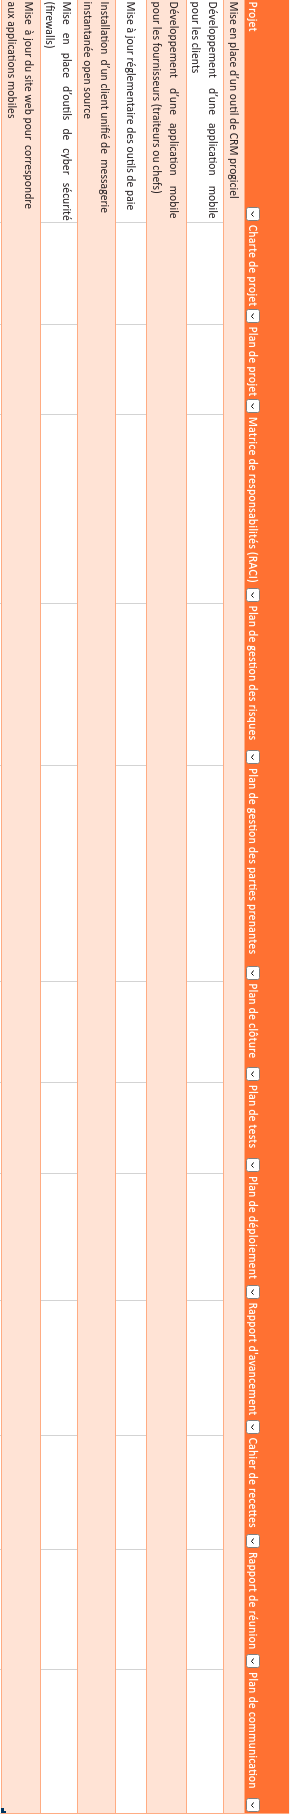 Projet
Charte de projet
Plan de projet
Matrice de responsabilités (RACI)
Plan de gestion des risques
Plan de gestion des parties prenantes
Plan de clôture
Plan de tests
Plan de déploiement
Rapport d'avancement
Cahier de recettes
Rapport de réunion
Plan de communication
Mise en place d'un outil de CRM progiciel
Développement d'une application mobile
pour les clients
Développement d'une application mobile
pour les fournisseurs (traiteurs ou chefs)
Mise à jour réglementaire des outils de paie
Installation d'un client unifié de messagerie
instantanée open source
Mise en place d'outils de cyber sécurité
(firewalls)
Mise à jour du site web pour correspondre
aux applications mobiles